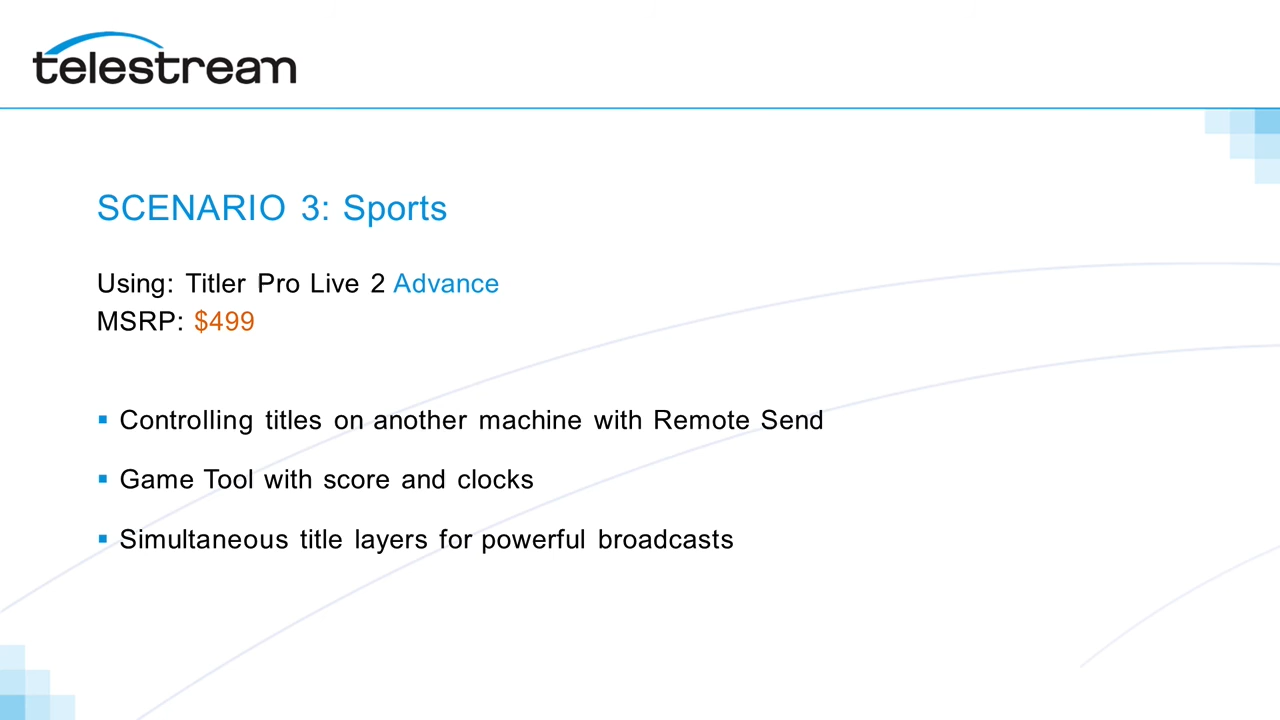 telestream
SCENARIO 3: Sports
Using: Titler Pro Live 2 Advance
MSRP: $499
▪ Controlling titles on another machine with Remote Send
▪ Game Tool with score and clocks
▪ Simultaneous title layers for powerful broadcasts